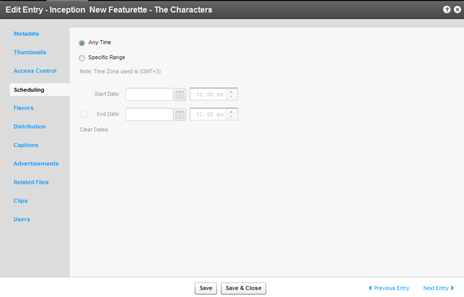 Edit Entry - Inception  New Featurette - The Characters
Metadata
Thumbnails
Access Control
Scheduling
Flavors
Distribution
Captions
Advertisements
Related Files
Clips
Users
Any Time
Specific Range
Note: Time Zone used is (GMT+3)
Start Date:
12 00 am
End Date:
12 00 am
Clear Dates
Save
Save & Close
Previous Entry
Next Entry